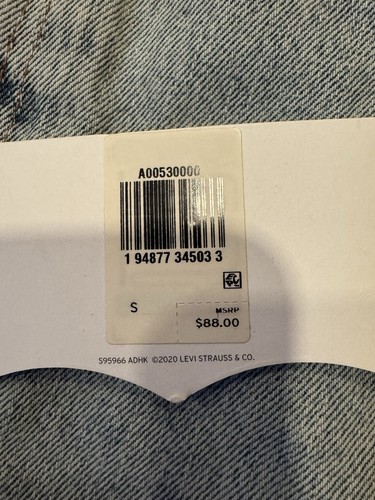 A00530000
1 94877 34503 3
S
MSRP
$88.00
S95966 ADHK ©2020 LEVI STRAUSS & CO.